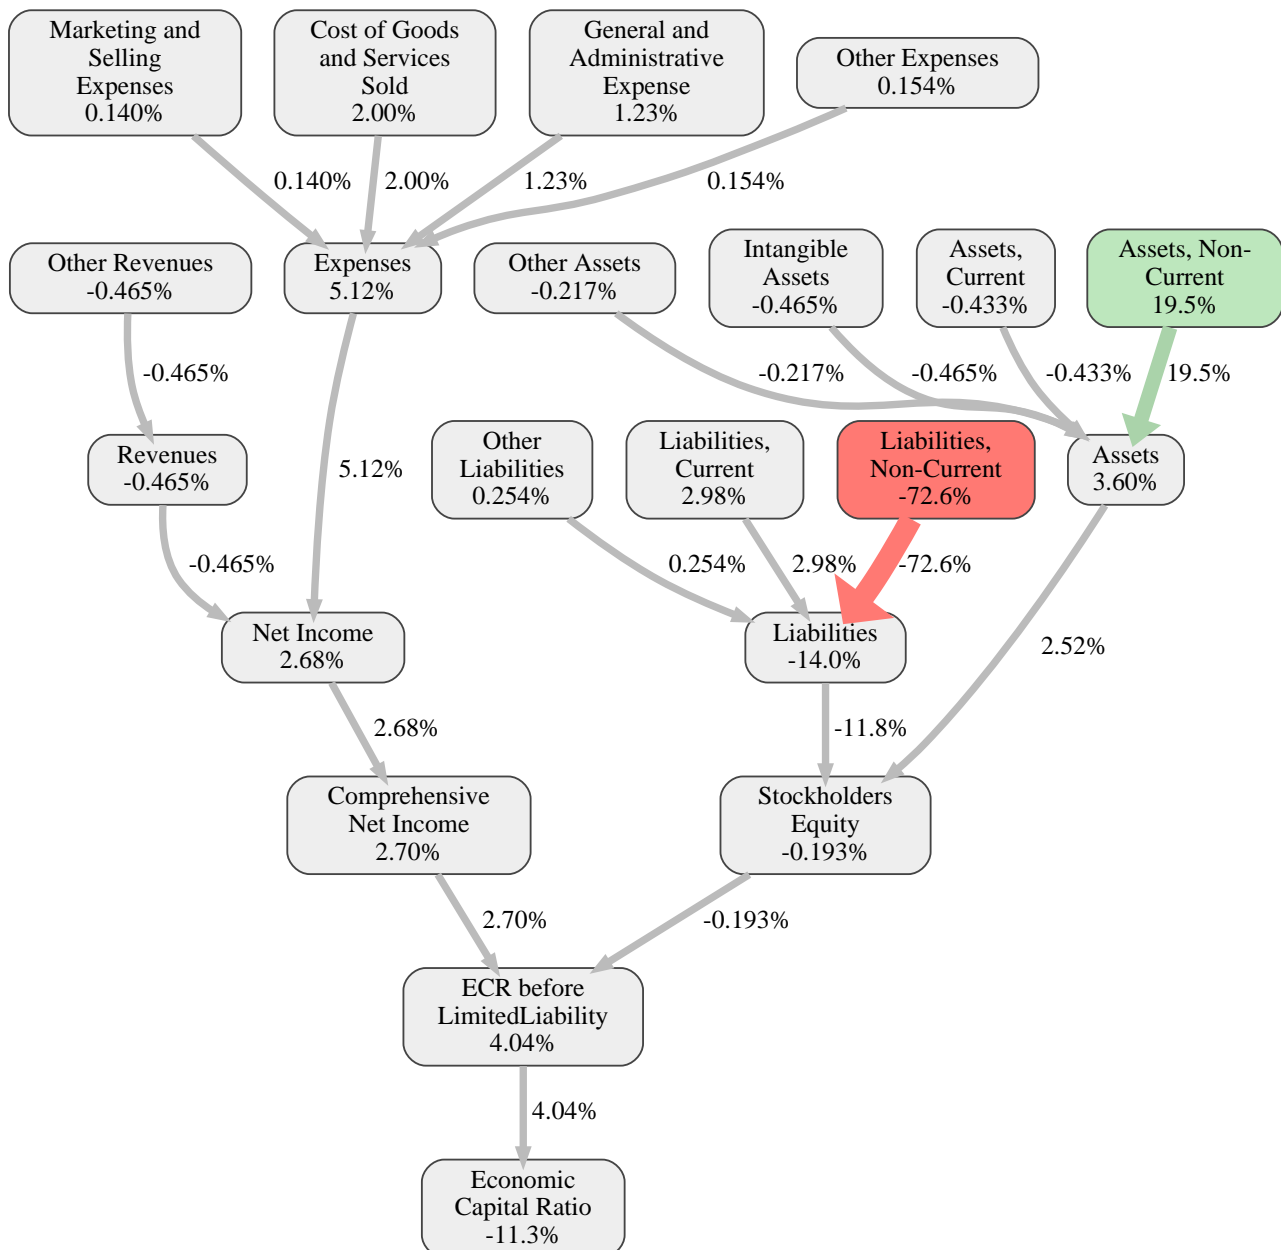 Marketing and
Selling
Expenses
0.140%
Cost of Goods
and Services
Sold
2.00%
General and
Administrative
Expense
1.23%
Other Expenses
0.154%
0.140%
2.00%
1.23%
0.154%
Other Revenues
-0.465%
Expenses
5.12%
Other Assets
-0.217%
Intangible
Assets
-0.465%
Assets,
Current
-0.433%
Assets, Non-
Current
19.5%
-0.465%
-0.217%
-0.465%
-0.433%
19.5%
Revenues
-0.465%
5.12%
Other
Liabilities
0.254%
Liabilities,
Current
2.98%
Liabilities,
Non-Current
-72.6%
Assets
3.60%
-0.465%
0.254%
2.98%
-72.6%
Net Income
2.68%
Liabilities
-14.0%
2.52%
2.68%
-11.8%
Comprehensive
Net Income
2.70%
Stockholders
Equity
-0.193%
2.70%
-0.193%
ECR before
LimitedLiability
4.04%
4.04%
Economic
Capital Ratio
-11.3%